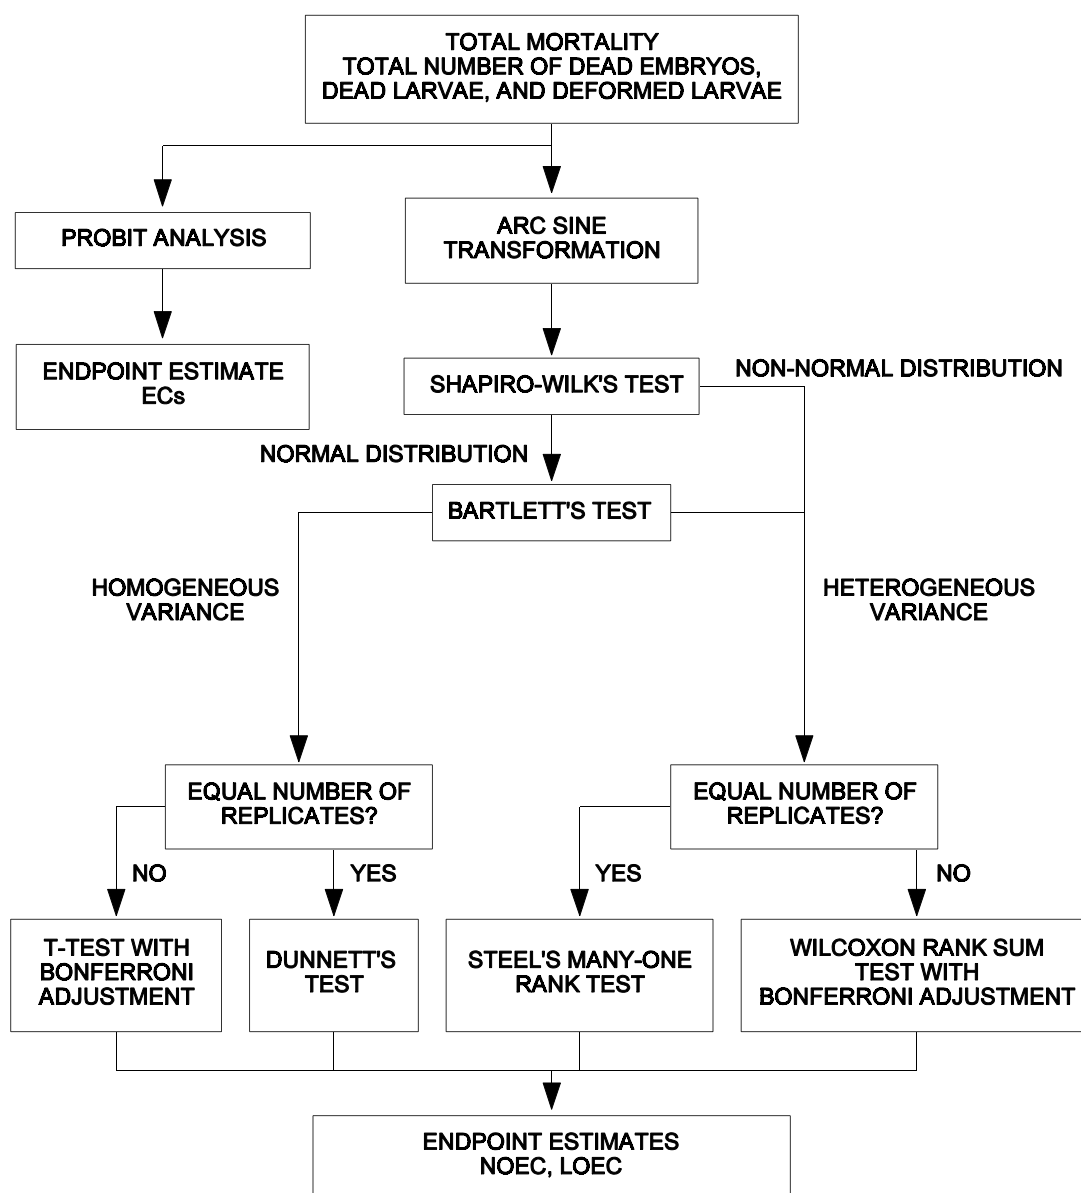 TOTAL MORTALITY
TOTAL NUMBER OF DEAD EMBRYOS,
DEAD LARVAE, AND DEFORMED LARVAE
PROBIT ANALYSIS
ARC SINE
TRANSFORMATION
ENDPOINT ESTIMATE
ECs
SHAPIRO-WILK'S TEST
NON-NORMAL DISTRIBUTION
NORMAL DISTRIBUTION
BARTLETT'S TEST
HOMOGENEOUS
VARIANCE
HETEROGENEOUS
VARIANCE
EQUAL NUMBER OF
REPLICATES?
EQUAL NUMBER OF
REPLICATES?
NO
YES
YES
NO
T-TEST WITH
BONFERRONI
ADJUSTMENT
DUNNETT'S
TEST
STEEL'S MANY-ONE
RANK TEST
WILCOXON RANK SUM
TEST WITH
BONFERRONI ADJUSTMENT
ENDPOINT ESTIMATES
NOEC, LOEC